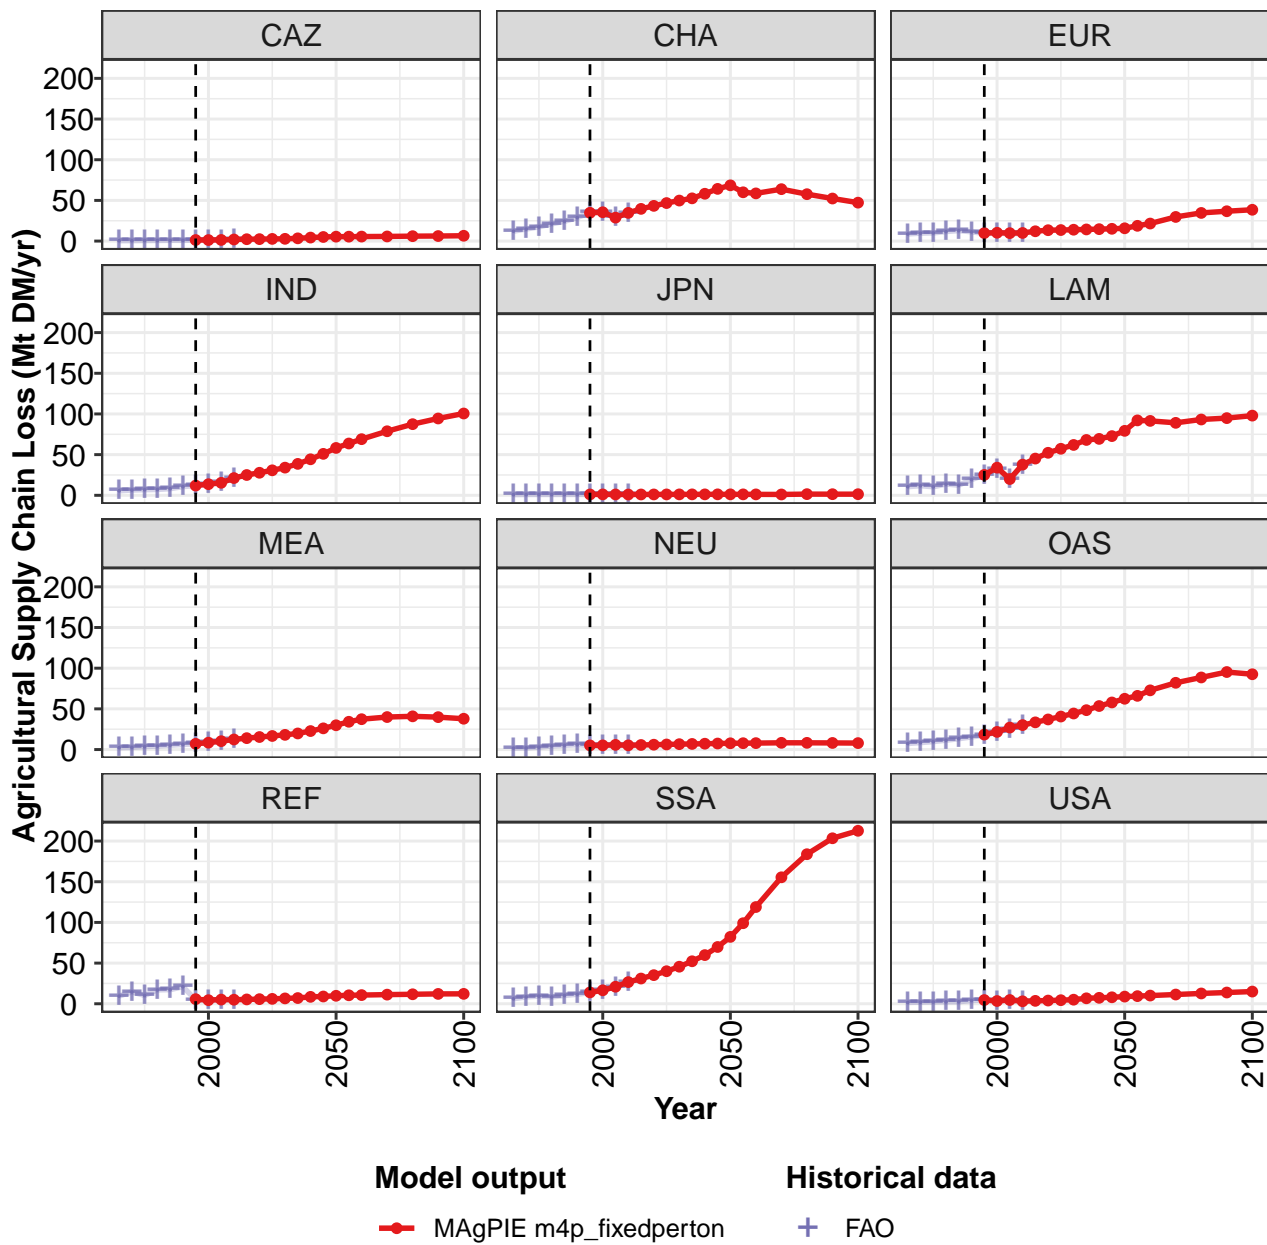 CAZ
CHA
EUR
200
150
100
50
0
IND
JPN
LAM
200
150
100
50
0
MEA
NEU
OAS
200
150
100
50
0
REF
SSA
USA
200
150
100
50
0
2000
2050
2100
2000
2050
2100
2000
2050
2100
Agricultural Supply Chain Loss (Mt DM/yr)
Year
Model output
Historical data
MAgPIE m4p_fixedperton
FAO